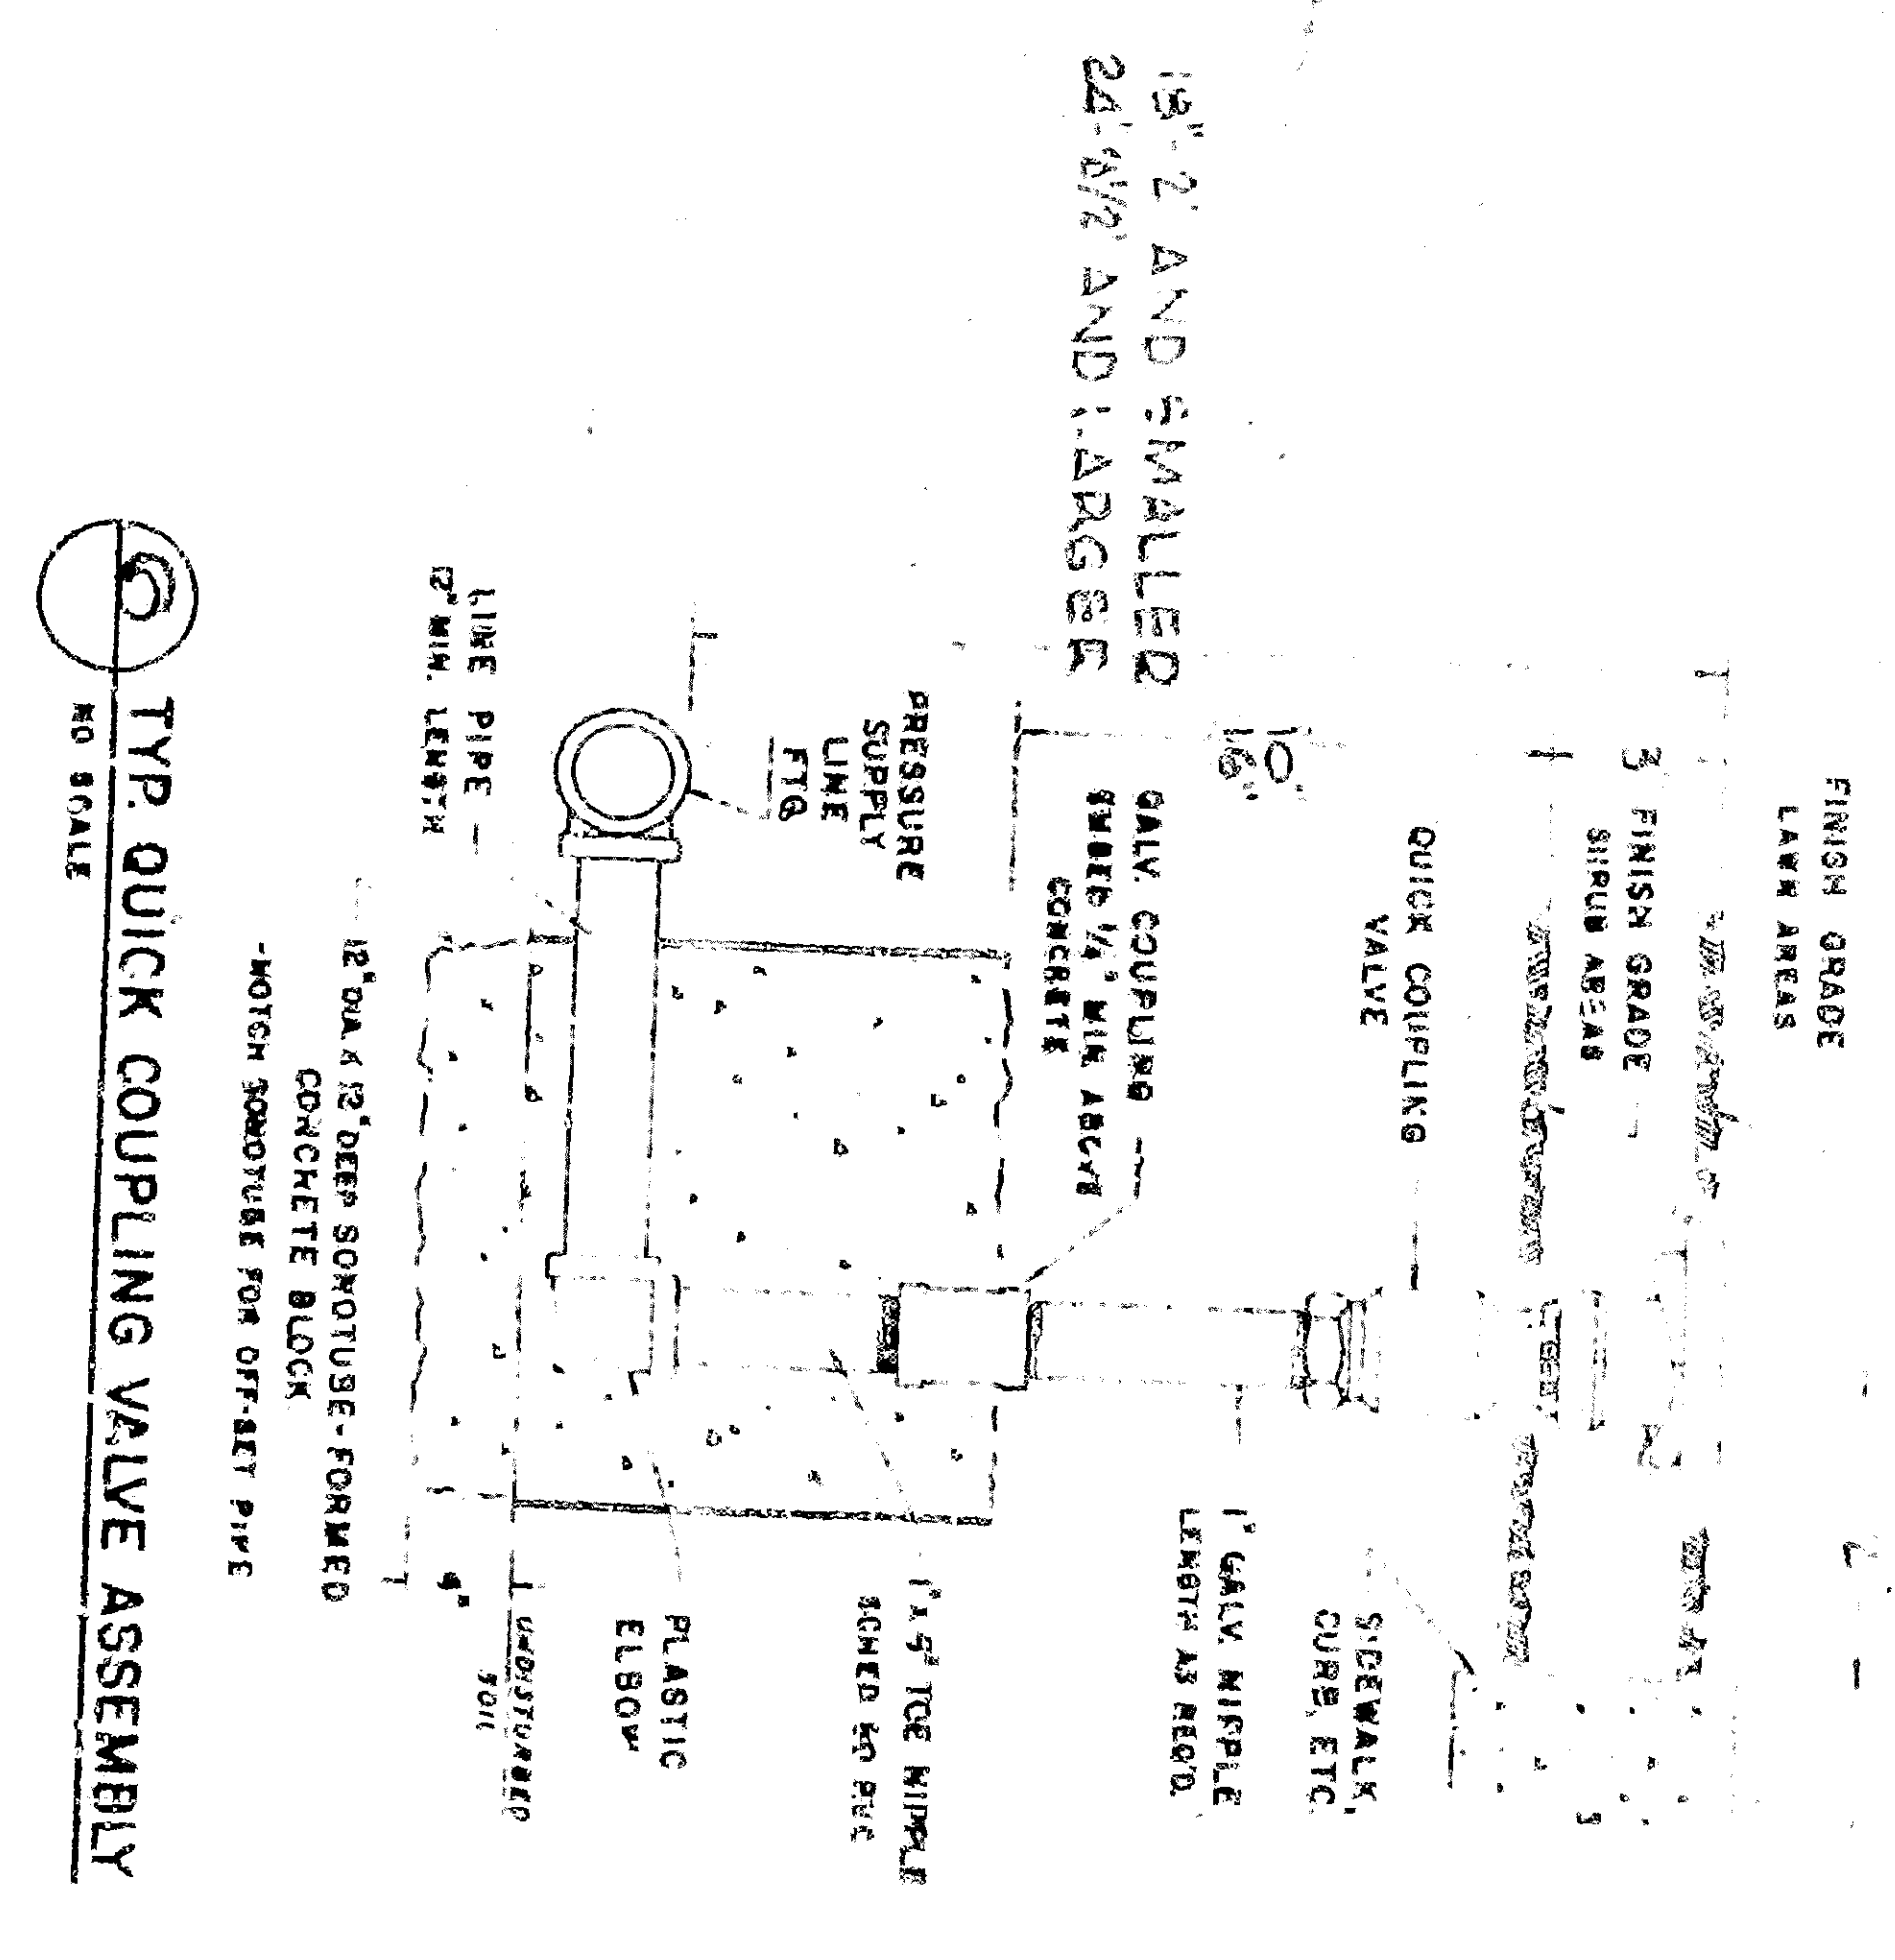 FINISH GRADE
LAWN AREAS
3
FINISH GRADE
SHRUB AREAS
QUICK COUPLING
VALVE
10"
16"
18"- 2" AND SMALLER
24"- 2 1/2" AND LARGER
GALV. COUPLING
EMBED 1/4" MIN ABOVE
CONCRETE
PRESSURE
SUPPLY
LINE
FTG
LINE PIPE
12" MIN. LENGTH
SIDEWALK,
CURB, ETC.
1" GALV. NIPPLE
LENGTH AS REQ'D.
1" x 5" TOE NIPPLE
SCHED 80 PVC
PLASTIC
ELBOW
UNDISTURBED
SOIL
4"
12" DIA x 12" DEEP SONOTUBE-FORMED
CONCRETE BLOCK
-NOTCH SONOTUBE FOR OFF-SET PIPE
6
TYP. QUICK COUPLING VALVE ASSEMBLY
NO SCALE